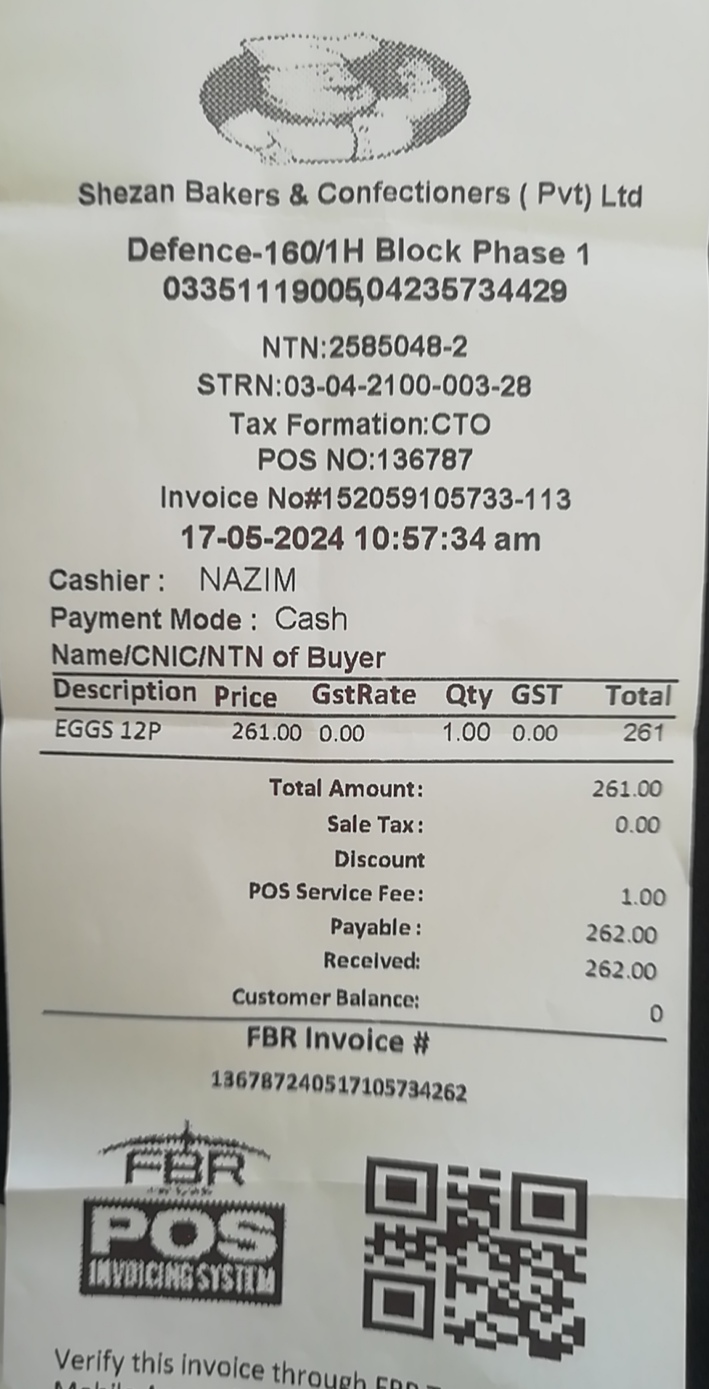 Shezan Bakers & Confectioners ( Pvt) Ltd
Defence-160/1H Block Phase 1
03351119005,04235734429
NTN:2585048-2
STRN:03-04-2100-003-28
Tax Formation:CTO
POS NO:136787
Invoice No#152059105733-113
17-05-2024 10:57:34 am
Cashier : NAZIM
Payment Mode : Cash
Name/CNIC/NTN of Buyer
Description Price GstRate Qty GST Total
EGGS 12P 261.00 0.00 1.00 0.00 261
Total Amount: 261.00
Sale Tax: 0.00
Discount
POS Service Fee: 1.00
Payable : 262.00
Received: 262.00
Customer Balance: 0
FBR Invoice #
136787240517105734262
FBR
POS
INVOICING SYSTEM
Verify this invoice through FBR